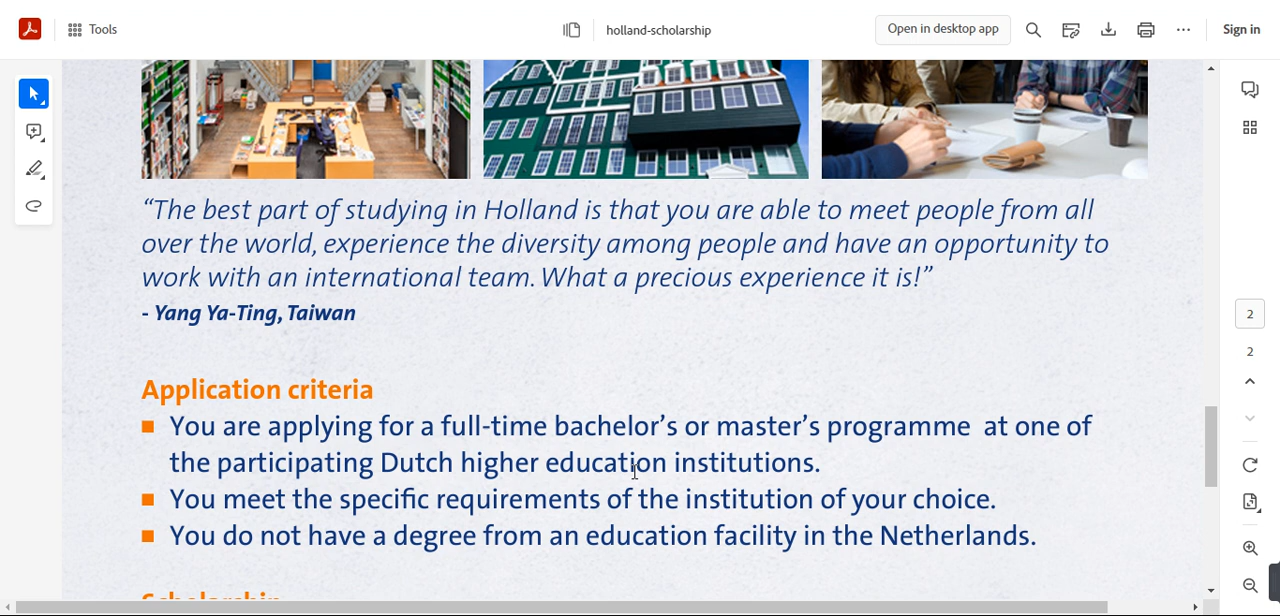 Tools
holland-scholarship
Open in desktop app
Sign in
“The best part of studying in Holland is that you are able to meet people from all
over the world, experience the diversity among people and have an opportunity to
work with an international team. What a precious experience it is!”
- Yang Ya-Ting, Taiwan
Application criteria
You are applying for a full-time bachelor’s or master’s programme at one of
the participating Dutch higher education institutions.
You meet the specific requirements of the institution of your choice.
You do not have a degree from an education facility in the Netherlands.
Scholarship
2
2